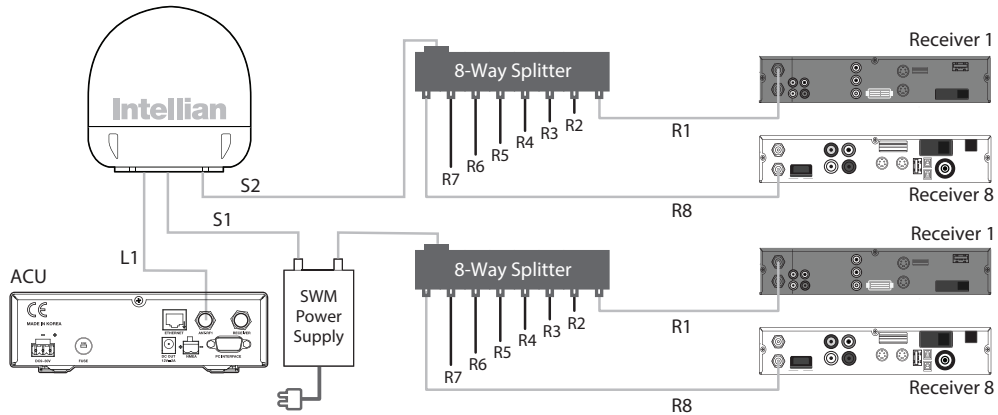 Intellian
S2
S1
L1
ACU
MADE IN KOREA
ETHERNET
RECEIVER
FUSE
PC INTERFACE
NMEA
DC OUT
SWM
Power
Supply
8-Way Splitter
R7
R6
R5
R4
R3
R2
R1
R8
Receiver 1
Receiver 8
8-Way Splitter
R7
R6
R5
R4
R3
R2
R1
R8
Receiver 1
Receiver 8